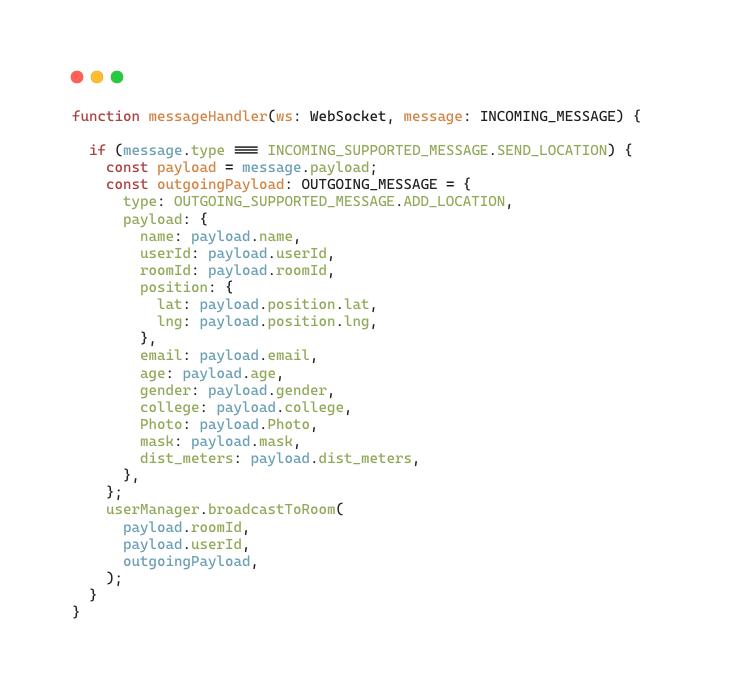 function messageHandler(ws: WebSocket, message: INCOMING_MESSAGE) {
if (message.type === INCOMING_SUPPORTED_MESSAGE.SEND_LOCATION) {
const payload = message.payload;
const outgoingPayload: OUTGOING_MESSAGE = {
type: OUTGOING_SUPPORTED_MESSAGE.ADD_LOCATION,
payload: {
name: payload.name,
userId: payload.userId,
roomId: payload.roomId,
position: {
lat: payload.position.lat,
lng: payload.position.lng,
},
email: payload.email,
age: payload.age,
gender: payload.gender,
college: payload.college,
Photo: payload.Photo,
mask: payload.mask,
dist_meters: payload.dist_meters,
},
};
userManager.broadcastToRoom(
payload.roomId,
payload.userId,
outgoingPayload,
);
}
}